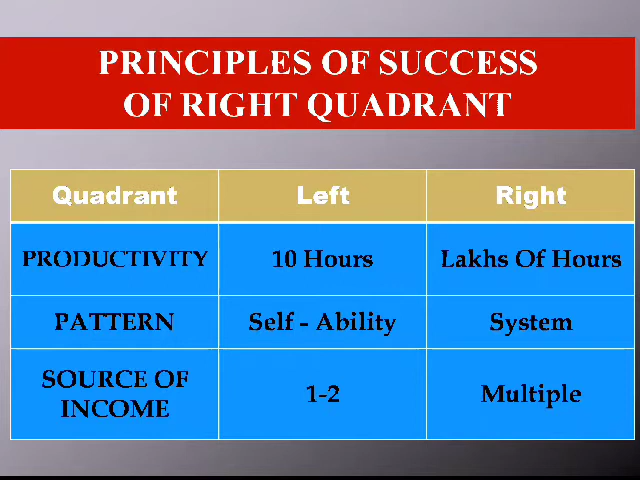 PRINCIPLES OF SUCCESS
OF RIGHT QUADRANT
Quadrant Left Right
PRODUCTIVITY 10 Hours Lakhs Of Hours
PATTERN Self - Ability System
SOURCE OF
INCOME 1-2 Multiple